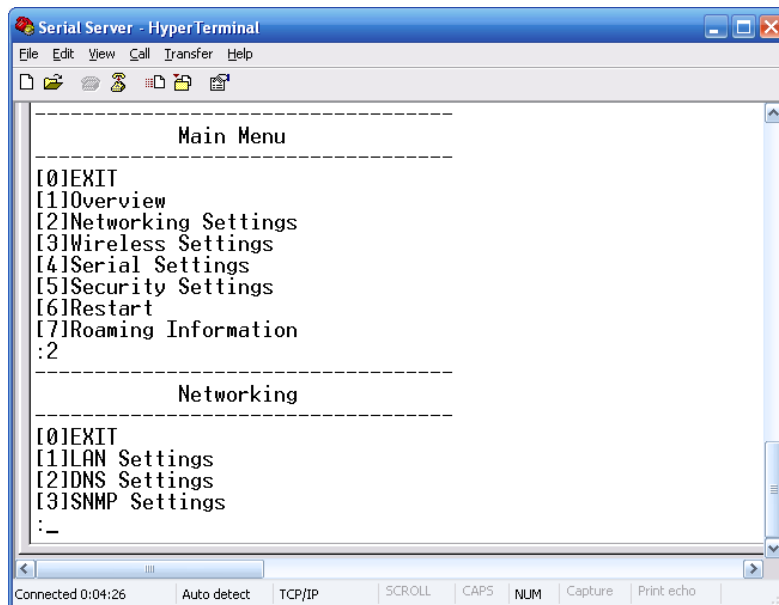 Serial Server - HyperTerminal
File Edit View Call Transfer Help
-----------------------------------
Main Menu
-----------------------------------
[0]EXIT
[1]Overview
[2]Networking Settings
[3]Wireless Settings
[4]Serial Settings
[5]Security Settings
[6]Restart
[7]Roaming Information
:2
-----------------------------------
Networking
-----------------------------------
[0]EXIT
[1]LAN Settings
[2]DNS Settings
[3]SNMP Settings
:_
Connected 0:04:26 Auto detect TCP/IP SCROLL CAPS NUM Capture Print echo